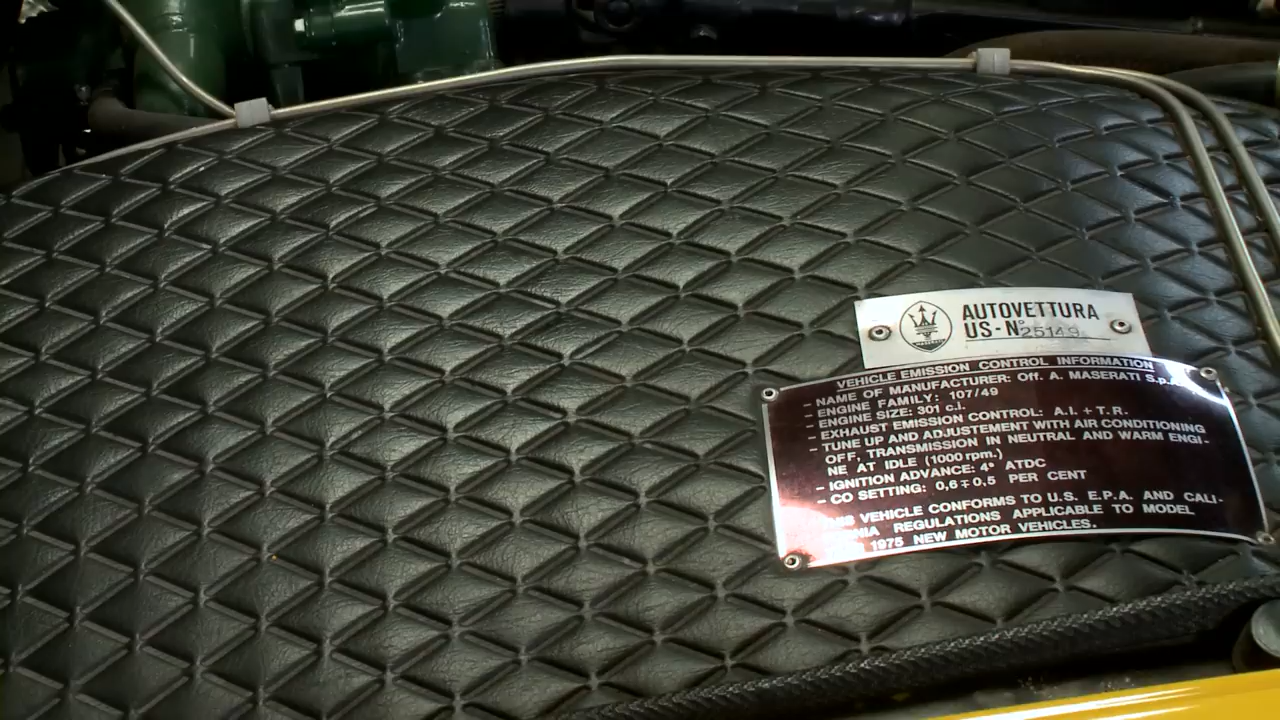 AUTOVETTURA
US-N° 25149
VEHICLE EMISSION CONTROL INFORMATION
- NAME OF MANUFACTURER: Off. A. MASERATI S.p.A.
- ENGINE FAMILY: 107/49
- ENGINE SIZE: 301 c.i.
- EXHAUST EMISSION CONTROL: A.I. + T.R.
- TUNE UP AND ADJUSTEMENT WITH AIR CONDITIONING
OFF, TRANSMISSION IN NEUTRAL AND WARM ENGI-
NE AT IDLE (1000 rpm.)
- IGNITION ADVANCE: 4° ATDC
- CO SETTING: 0,6 ∓ 0,5 PER CENT
THIS VEHICLE CONFORMS TO U.S. E.P.A. AND CALI-
REGULATIONS APPLICABLE TO MODEL
1975 NEW MOTOR VEHICLES.